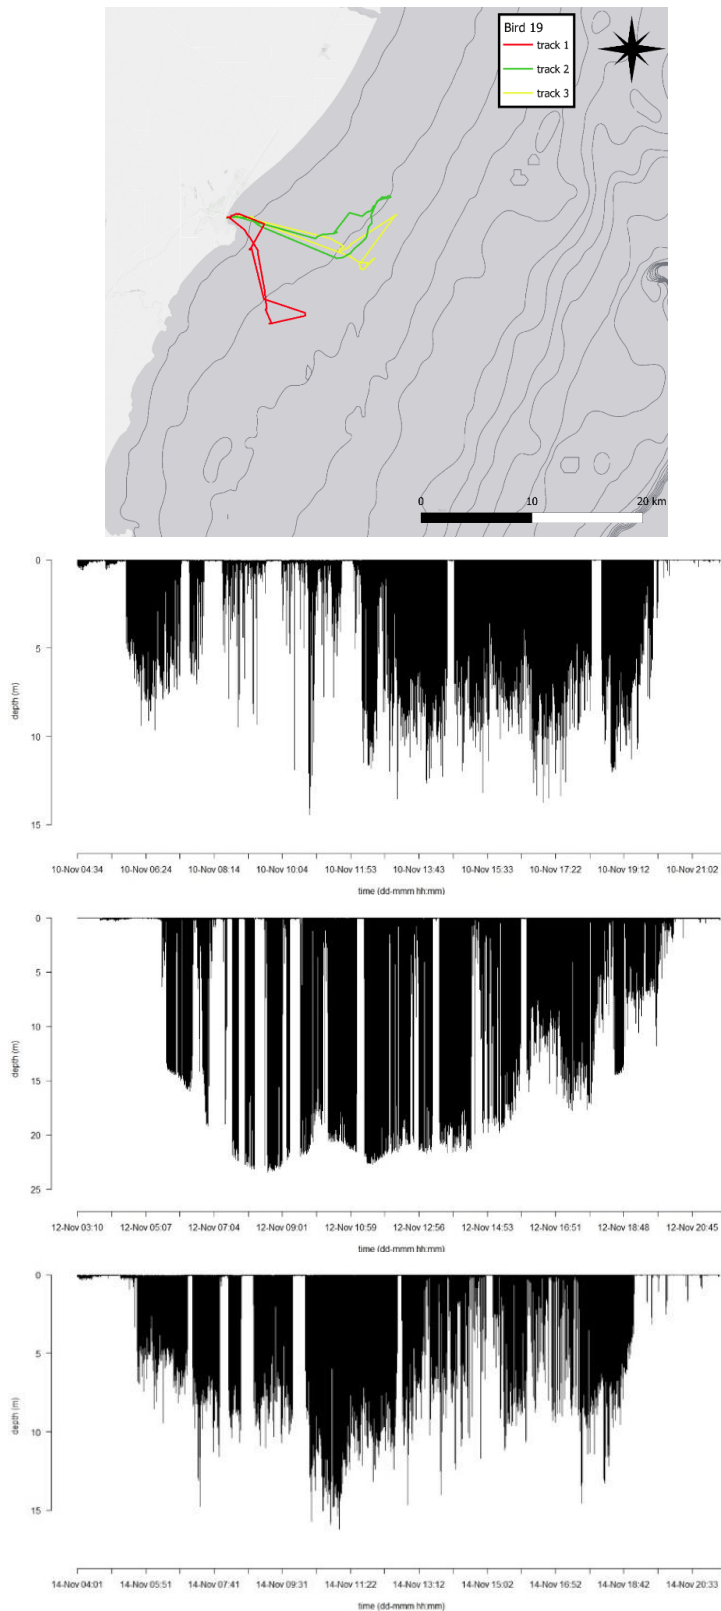 Bird 19
track 1
track 2
track 3
0 10 20 km
0
5
10
15
depth (m)
10-Nov 04:34 10-Nov 06:24 10-Nov 08:14 10-Nov 10:04 10-Nov 11:53 10-Nov 13:43 10-Nov 15:33 10-Nov 17:22 10-Nov 19:12 10-Nov 21:02
time (dd-mmm hh:mm)
0
5
10
15
20
25
depth (m)
12-Nov 03:10 12-Nov 05:07 12-Nov 07:04 12-Nov 09:01 12-Nov 10:59 12-Nov 12:56 12-Nov 14:53 12-Nov 16:51 12-Nov 18:48 12-Nov 20:45
time (dd-mmm hh:mm)
0
5
10
15
depth (m)
14-Nov 04:01 14-Nov 05:51 14-Nov 07:41 14-Nov 09:31 14-Nov 11:22 14-Nov 13:12 14-Nov 15:02 14-Nov 16:52 14-Nov 18:42 14-Nov 20:33
time (dd-mmm hh:mm)